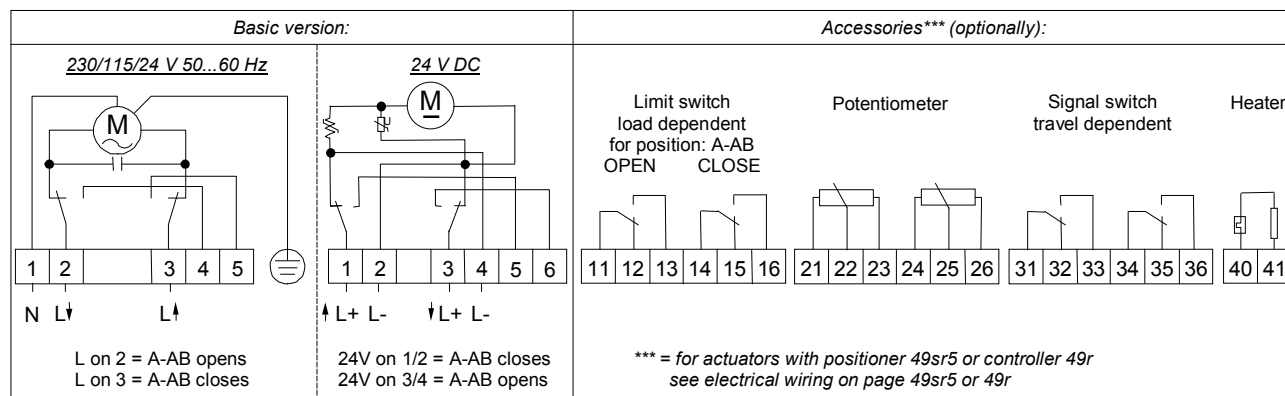 Basic version:
Accessories*** (optionally):
230/115/24 V 50...60 Hz
24 V DC
M
M
Limit switch
load dependent
for position: A-AB
OPEN CLOSE
Potentiometer
Signal switch
travel dependent
Heater
1 2 3 4 5
1 2 3 4 5 6
11 12 13 14 15 16
21 22 23 24 25 26
31 32 33 34 35 36
40 41
N L L
L+ L- L+ L-
L on 2 = A-AB opens
L on 3 = A-AB closes
24V on 1/2 = A-AB closes
24V on 3/4 = A-AB opens
*** = for actuators with positioner 49sr5 or controller 49r
see electrical wiring on page 49sr5 or 49r